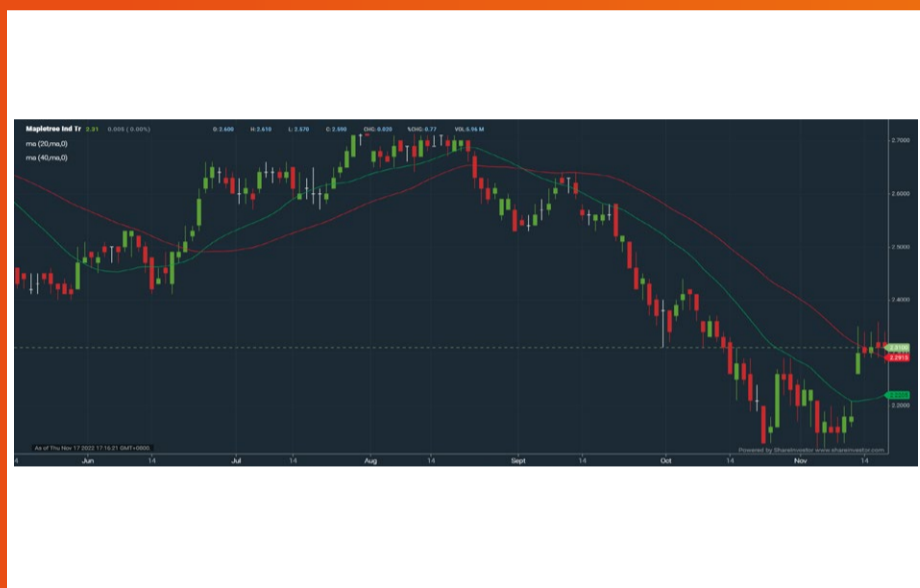 Mapletree Ind Tr 2.31 0.000 (0.00%) O: 2.600 H: 2.610 L: 2.570 C: 2.590 CHG: 0.020 %CHG: 0.77 VOL: 6.96 M
ma (20,ma,0)
ma (40,ma,0)
2.7000
2.6000
2.5000
2.4000
2.3100
2.2915
2.2000
As of Thu Nov 17 2022 17:16:21 GMT+0800
Powered by ShareInvestor www.shareinvestor.com
4 Jun 14 Jul 14 Aug 14 Sept 14 Oct 14 Nov 14